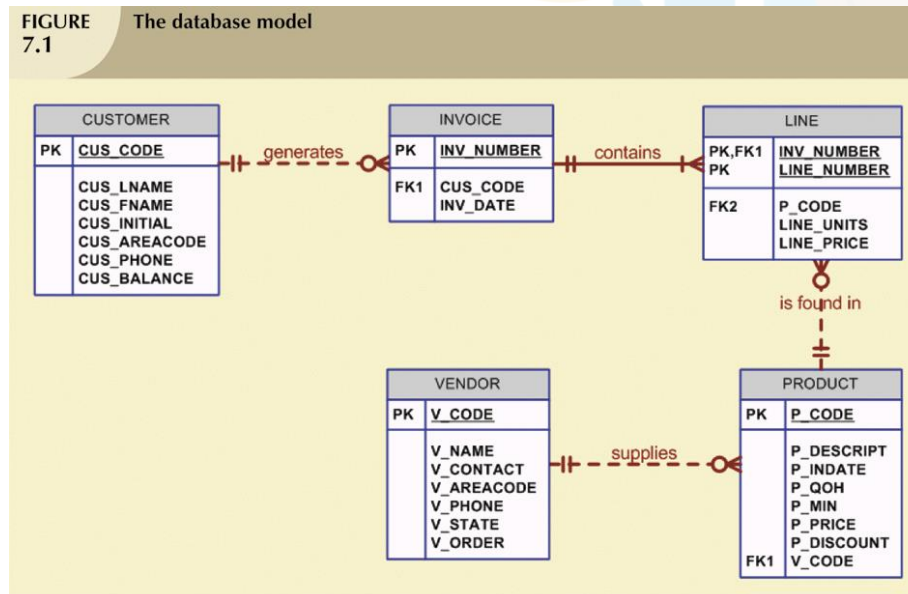 FIGURE The database model
7.1
CUSTOMER
PK CUS_CODE
CUS_LNAME
CUS_FNAME
CUS_INITIAL
CUS_AREACODE
CUS_PHONE
CUS_BALANCE
generates
INVOICE
PK INV_NUMBER
FK1 CUS_CODE
INV_DATE
contains
LINE
PK,FK1 INV_NUMBER
PK LINE_NUMBER
FK2 P_CODE
LINE_UNITS
LINE_PRICE
is found in
VENDOR
PK V_CODE
V_NAME
V_CONTACT
V_AREACODE
V_PHONE
V_STATE
V_ORDER
supplies
PRODUCT
PK P_CODE
P_DESCRIPT
P_INDATE
P_QOH
P_MIN
P_PRICE
P_DISCOUNT
FK1 V_CODE